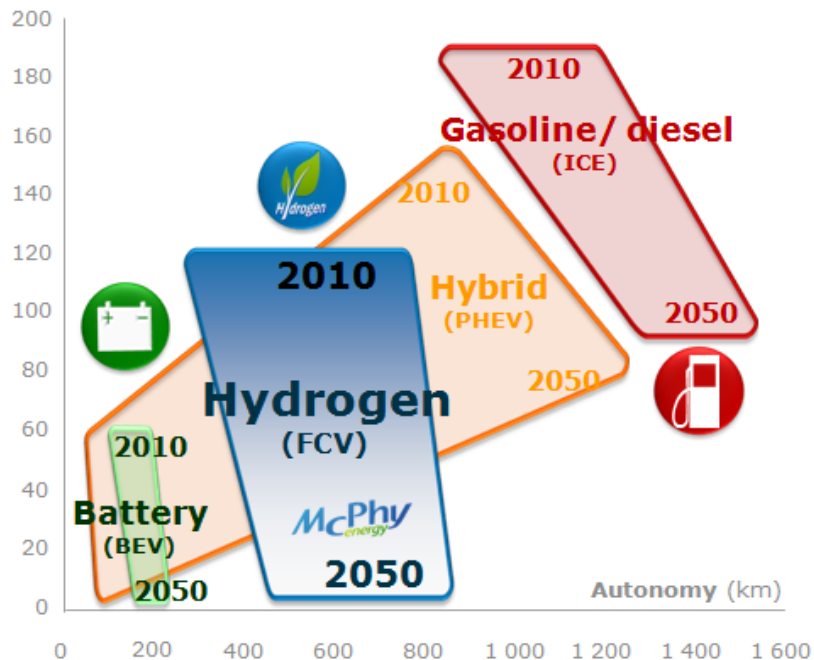 200
180
160
140
120
100
80
60
40
20
0
2010
Gasoline/ diesel
(ICE)
2050
Hydrogen
2010
Hybrid
(PHEV)
2050
2010
Hydrogen
(FCV)
McPhy
energy
2050
+ -
2010
Battery
(BEV)
2050
Autonomy (km)
0 200 400 600 800 1 000 1 200 1 400 1 600